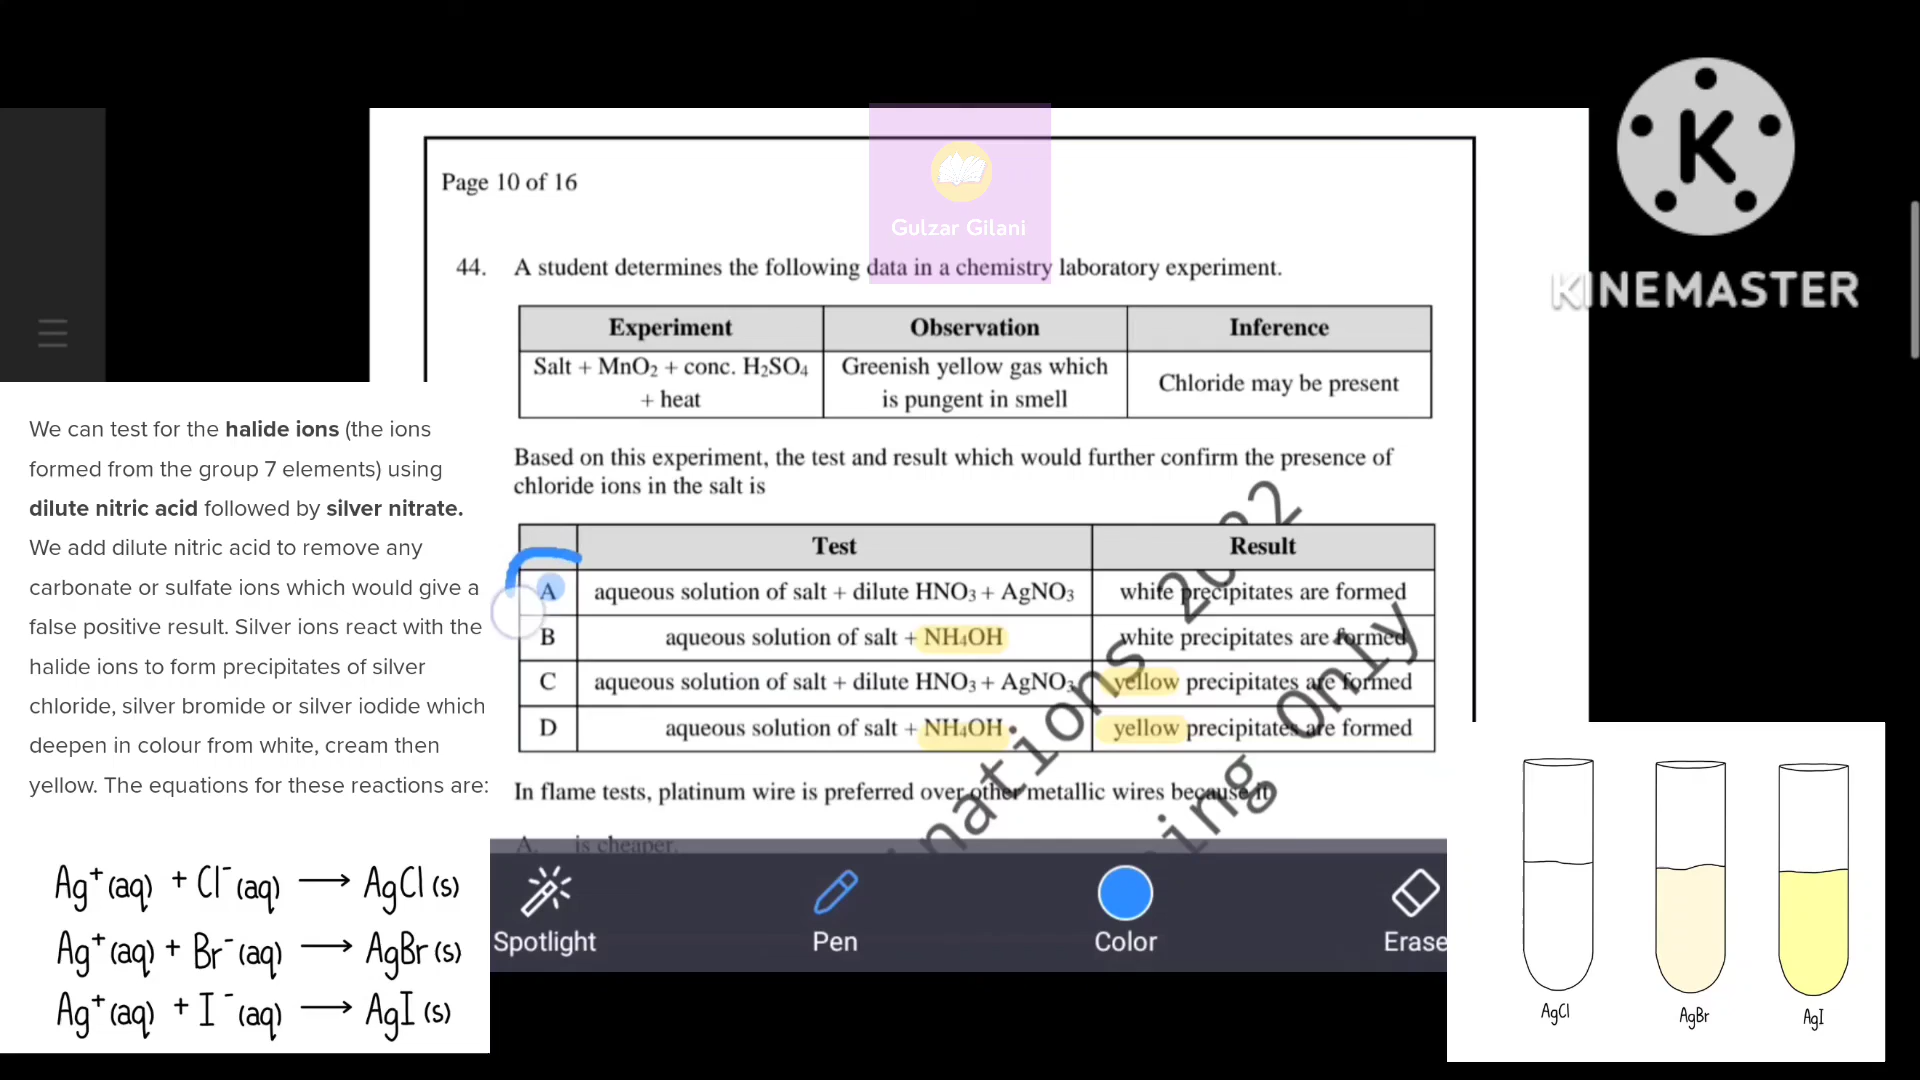 Page 10 of 16
Gulzar Gilani
KINEMASTER
44. A student determines the following data in a chemistry laboratory experiment.
Experiment Observation Inference
Salt + MnO₂ + conc. H₂SO₄ + heat
Greenish yellow gas which is pungent in smell
Chloride may be present
Based on this experiment, the test and result which would further confirm the presence of
chloride ions in the salt is
Test Result
A aqueous solution of salt + dilute HNO₃ + AgNO₃ white precipitates are formed
B aqueous solution of salt + NH₄OH white precipitates are formed
C aqueous solution of salt + dilute HNO₃ + AgNO₃ yellow precipitates are formed
D aqueous solution of salt + NH₄OH yellow precipitates are formed
In flame tests, platinum wire is preferred over other metallic wires because it
A. is cheaper.
We can test for the halide ions (the ions
formed from the group 7 elements) using
dilute nitric acid followed by silver nitrate.
We add dilute nitric acid to remove any
carbonate or sulfate ions which would give a
false positive result. Silver ions react with the
halide ions to form precipitates of silver
chloride, silver bromide or silver iodide which
deepen in colour from white, cream then
yellow. The equations for these reactions are:
Ag⁺(aq) + Cl⁻(aq) ⟶ AgCl(s)
Ag⁺(aq) + Br⁻(aq) ⟶ AgBr(s)
Ag⁺(aq) + I⁻(aq) ⟶ AgI(s)
Spotlight Pen Color Erase
AgCl AgBr AgI